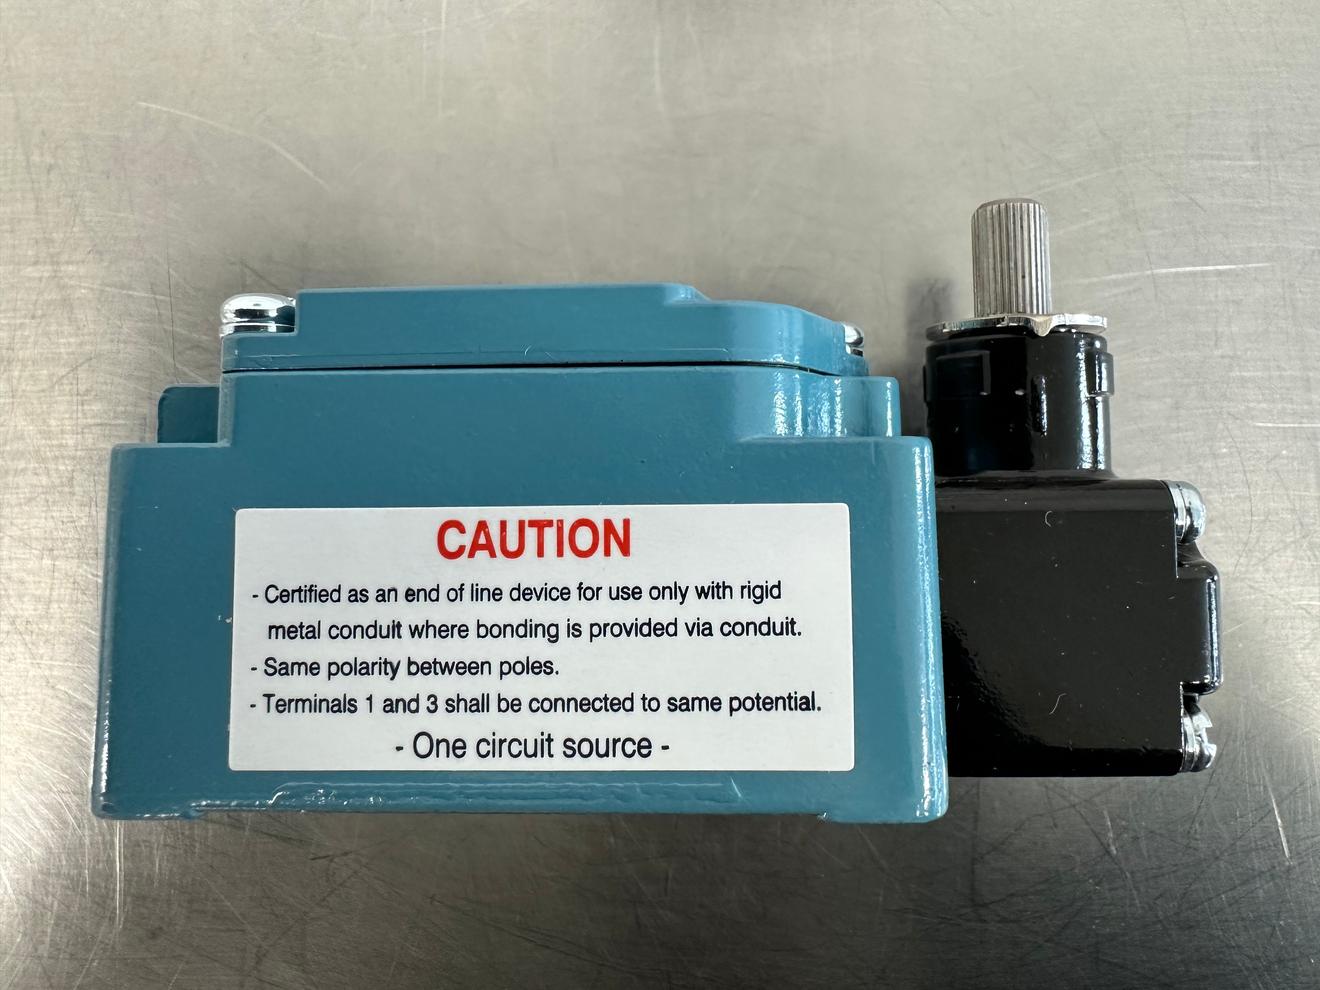 CAUTION
- Certified as an end of line device for use only with rigid
metal conduit where bonding is provided via conduit.
- Same polarity between poles.
- Terminals 1 and 3 shall be connected to same potential.
- One circuit source -